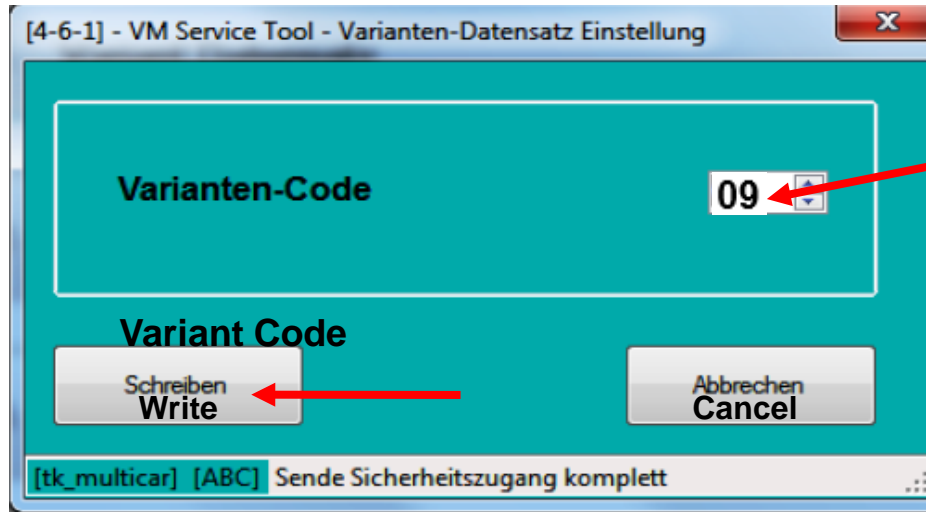 [4-6-1] - VM Service Tool - Varianten-Datensatz Einstellung
x
Varianten-Code
09
Variant Code
Schreiben
Write
Abbrechen
Cancel
[tk_multicar] [ABC] Sende Sicherheitszugang komplett